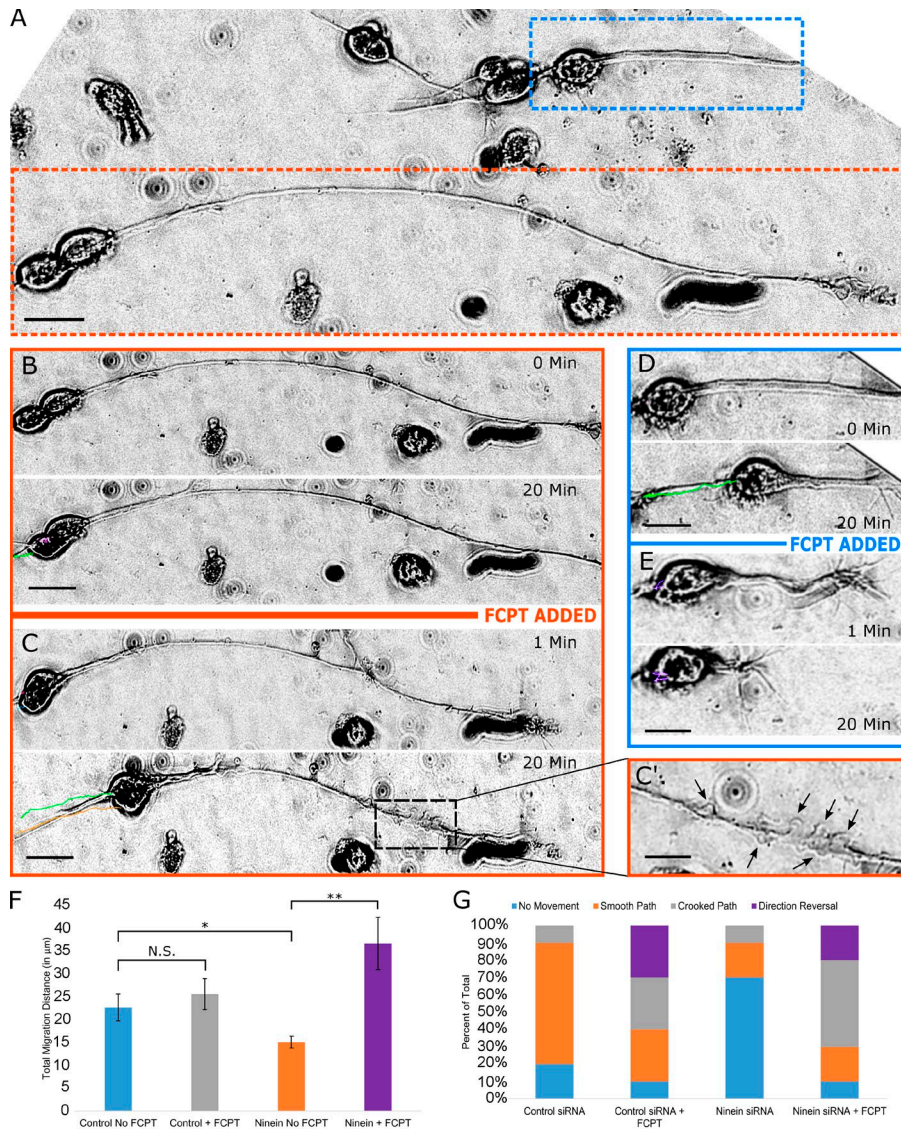 A
B
0 Min
20 Min
FCPT ADDED
C
1 Min
20 Min
D
0 Min
20 Min
FCPT ADDED
E
1 Min
20 Min
C'
F
Total Migration Distance (in µm)
45
40
35
30
25
20
15
10
5
0
N.S.
*
**
Control No FCPT
Control + FCPT
Ninein No FCPT
Ninein + FCPT
G
No Movement
Smooth Path
Crooked Path
Direction Reversal
Percent of Total
100%
90%
80%
70%
60%
50%
40%
30%
20%
10%
0%
Control siRNA
Control siRNA +
FCPT
Ninein siRNA
Ninein siRNA + FCPT